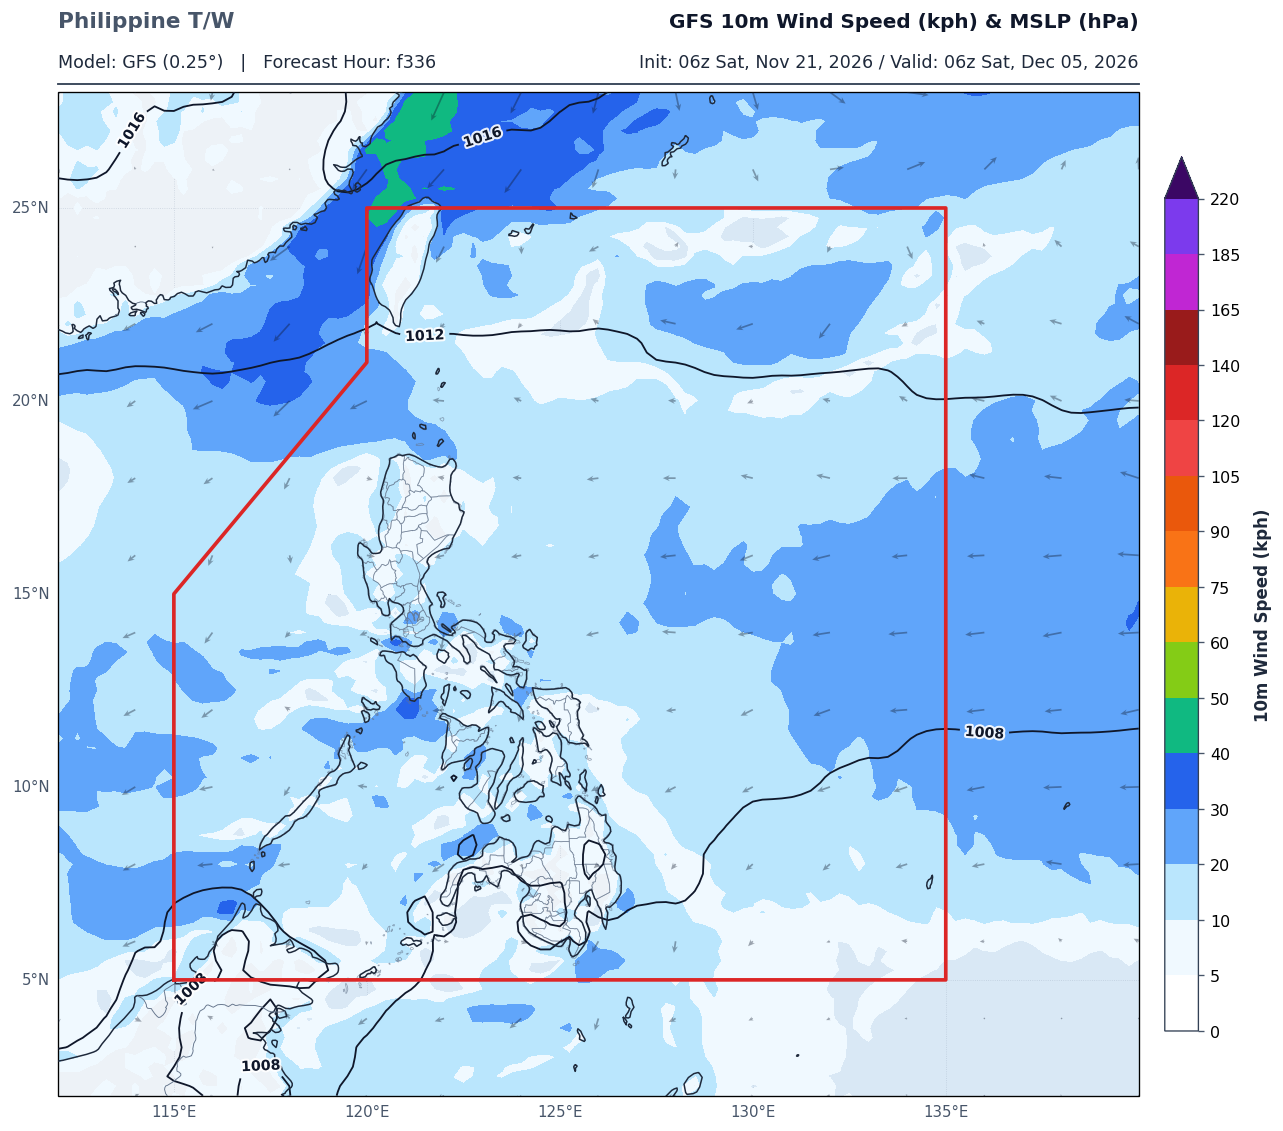 Philippine T/W
GFS 10m Wind Speed (kph) & MSLP (hPa)
Model: GFS (0.25°) | Forecast Hour: f336
Init: 06z Sat, Nov 21, 2026 / Valid: 06z Sat, Dec 05, 2026
1016
1016
25°N
1012
20°N
15°N
1008
10°N
5°N
1008
1008
115°E
120°E
125°E
130°E
135°E
220
185
165
140
120
105
90
75
60
50
40
30
20
10
5
0
10m Wind Speed (kph)